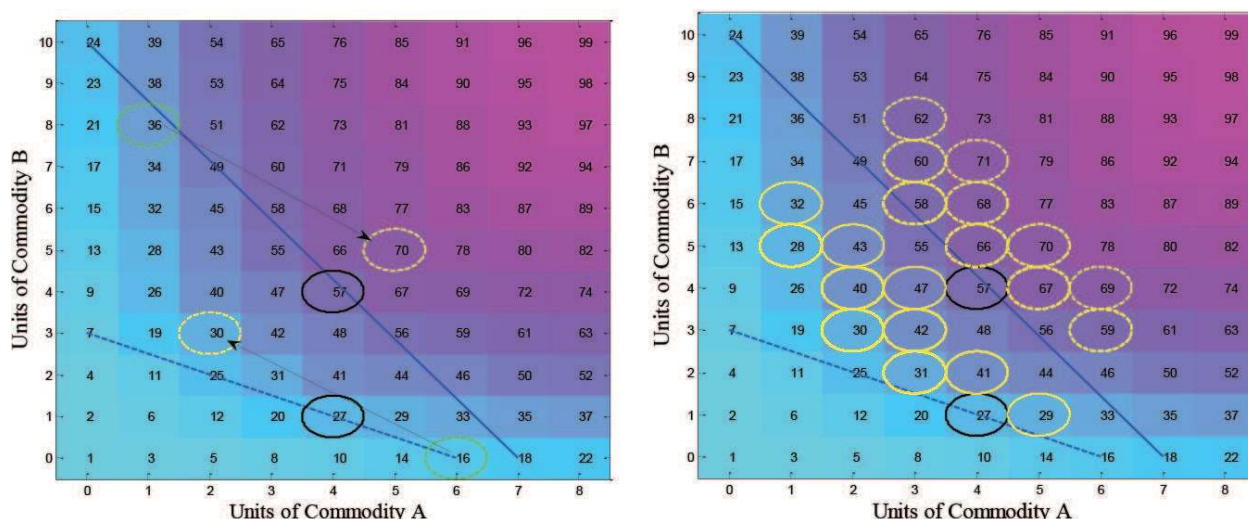 Units of Commodity B
10 24 39 54 65 76 85 91 96 99
9 23 38 53 64 75 84 90 95 98
8 21 36 51 62 73 81 88 93 97
7 17 34 49 60 71 79 86 92 94
6 15 32 45 58 68 77 83 87 89
5 13 28 43 55 66 70 78 80 82
4 9 26 40 47 57 67 69 72 74
3 7 19 30 42 48 56 59 61 63
2 4 11 25 31 41 44 46 50 52
1 2 6 12 20 27 29 33 35 37
0 1 3 5 8 10 14 16 18 22
0 1 2 3 4 5 6 7 8
Units of Commodity A
Units of Commodity B
10 24 39 54 65 76 85 91 96 99
9 23 38 53 64 75 84 90 95 98
8 21 36 51 62 73 81 88 93 97
7 17 34 49 60 71 79 86 92 94
6 15 32 45 58 68 77 83 87 89
5 13 28 43 55 66 70 78 80 82
4 9 26 40 47 57 67 69 72 74
3 7 19 30 42 48 56 59 61 63
2 4 11 25 31 41 44 46 50 52
1 2 6 12 20 27 29 33 35 37
0 1 3 5 8 10 14 16 18 22
0 1 2 3 4 5 6 7 8
Units of Commodity A